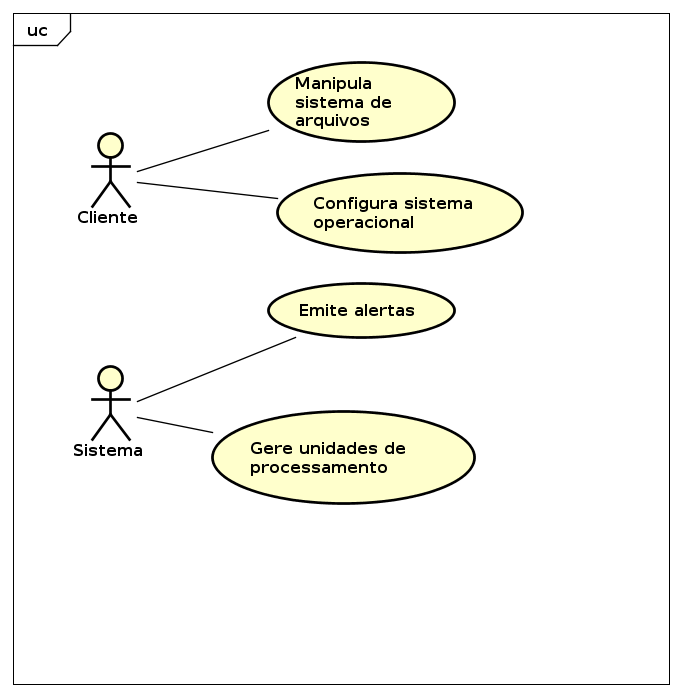 uc
Manipula
sistema de
arquivos
Cliente
Configura sistema
operacional
Emite alertas
Sistema
Gere unidades de
processamento